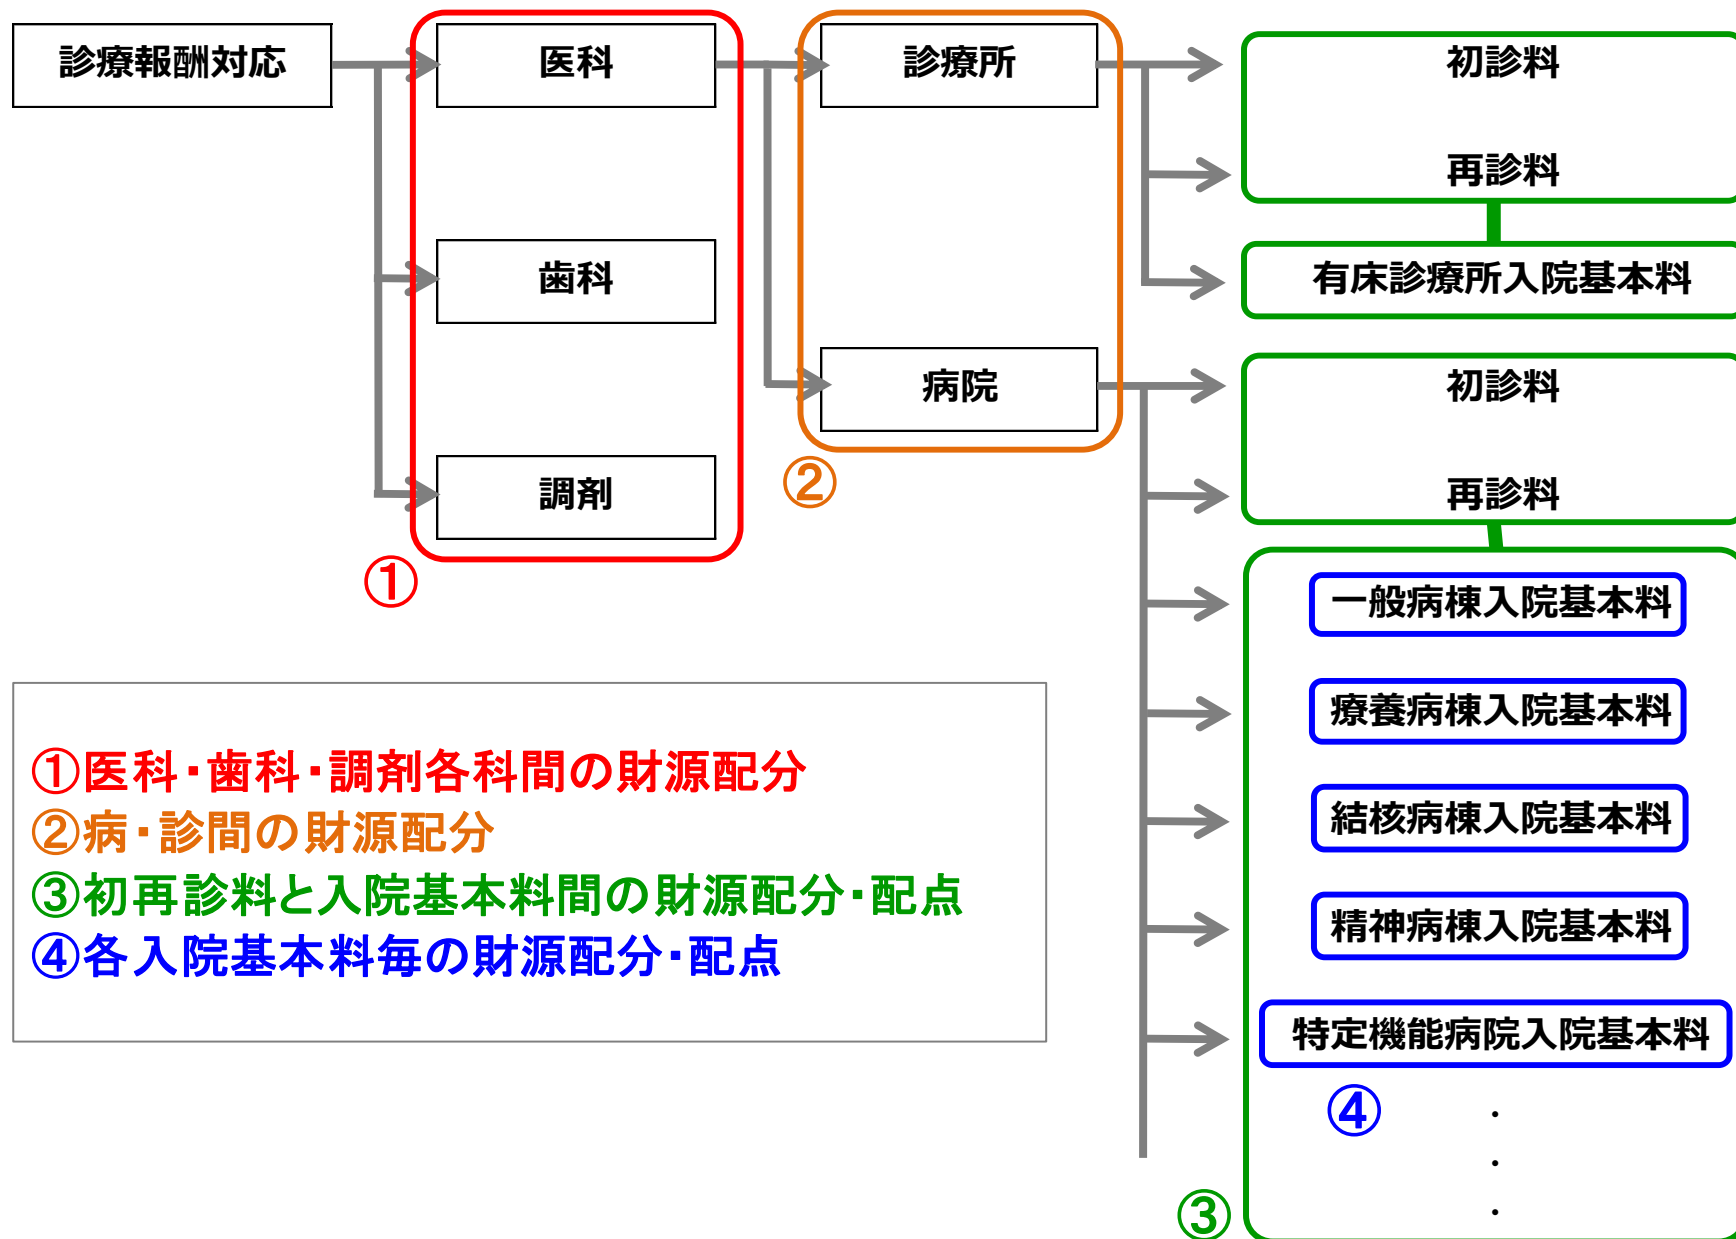 診療報酬対応
医科
診療所
初診料
再診料
歯科
有床診療所入院基本料
病院
初診料
②
調剤
再診料
①
一般病棟入院基本料
療養病棟入院基本料
①医科・歯科・調剤各科間の財源配分
②病・診間の財源配分
結核病棟入院基本料
③初再診料と入院基本料間の財源配分・配点
精神病棟入院基本料
④各入院基本料毎の財源配分・配点
特定機能病院入院基本料
④
・
・
・
③